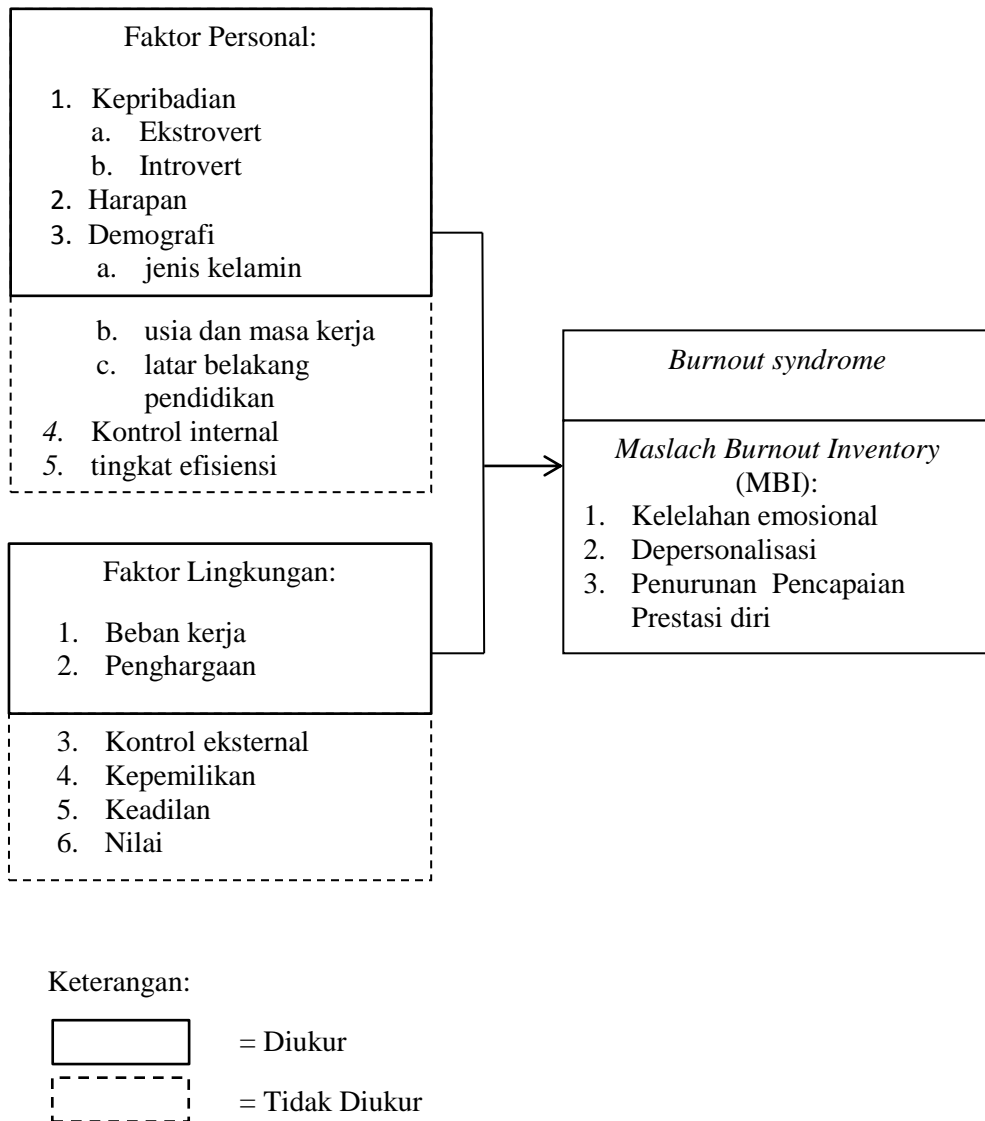 Faktor Personal:
1. Kepribadian
a. Ekstrovert
b. Introvert
2. Harapan
3. Demografi
a. jenis kelamin
b. usia dan masa kerja
c. latar belakang
pendidikan
4. Kontrol internal
5. tingkat efisiensi
Faktor Lingkungan:
1. Beban kerja
2. Penghargaan
3. Kontrol eksternal
4. Kepemilikan
5. Keadilan
6. Nilai
Burnout syndrome
Maslach Burnout Inventory
(MBI):
1. Kelelahan emosional
2. Depersonalisasi
3. Penurunan Pencapaian
Prestasi diri
Keterangan:
= Diukur
= Tidak Diukur